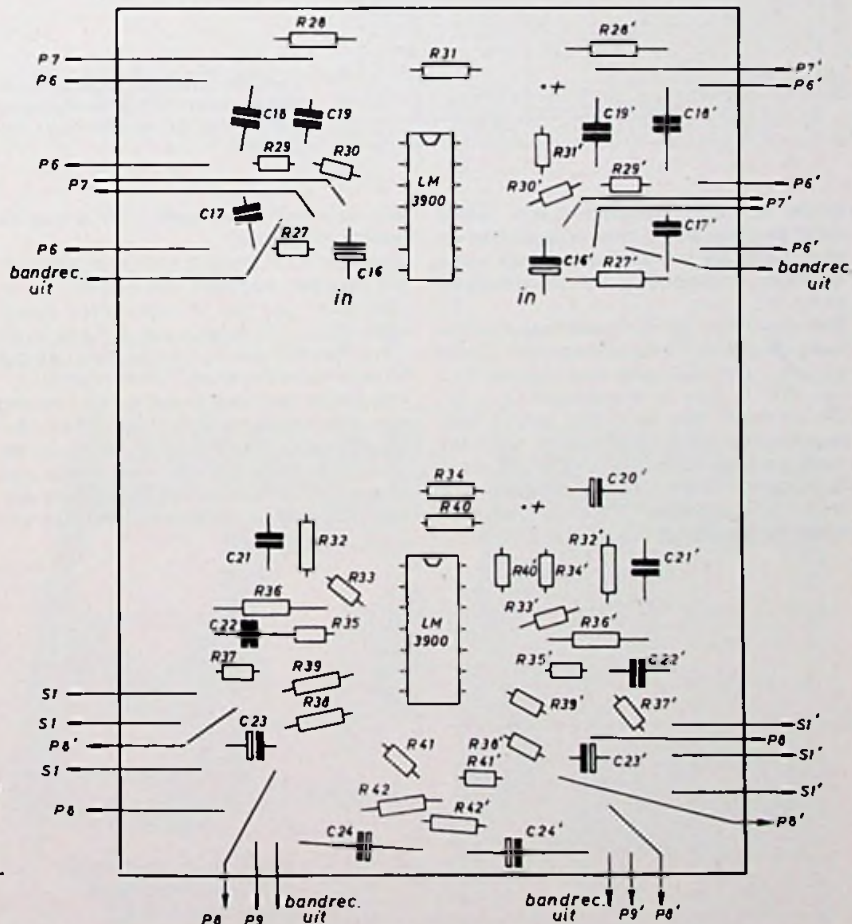 R28
R28'
P7
R31
P7'
P6
P6'
C18
C19
C19'
C18'
R31'
P6
R29
R30
R29'
P6'
P7
LM
3900
R30'
P7'
C17
C17'
P6
R27
C16
C16'
R27'
P6'
bandrec.
uit
in
in
bandrec.
uit
R34
C20'
R40
C21
R32
R32'
C21'
R33
R40'
R34'
R36
LM
3900
R33'
R36'
C22
R35
R37
R39
R35'
C22'
S1
R38
R39'
R37'
S1
C23
S1'
P8'
R41
R38'
P8
S1'
S1
R41'
C23'
P8
R42
S1'
R42'
P8'
C24
C24'
P8
P9
bandrec.
uit
bandrec.
uit
P9'
P8'